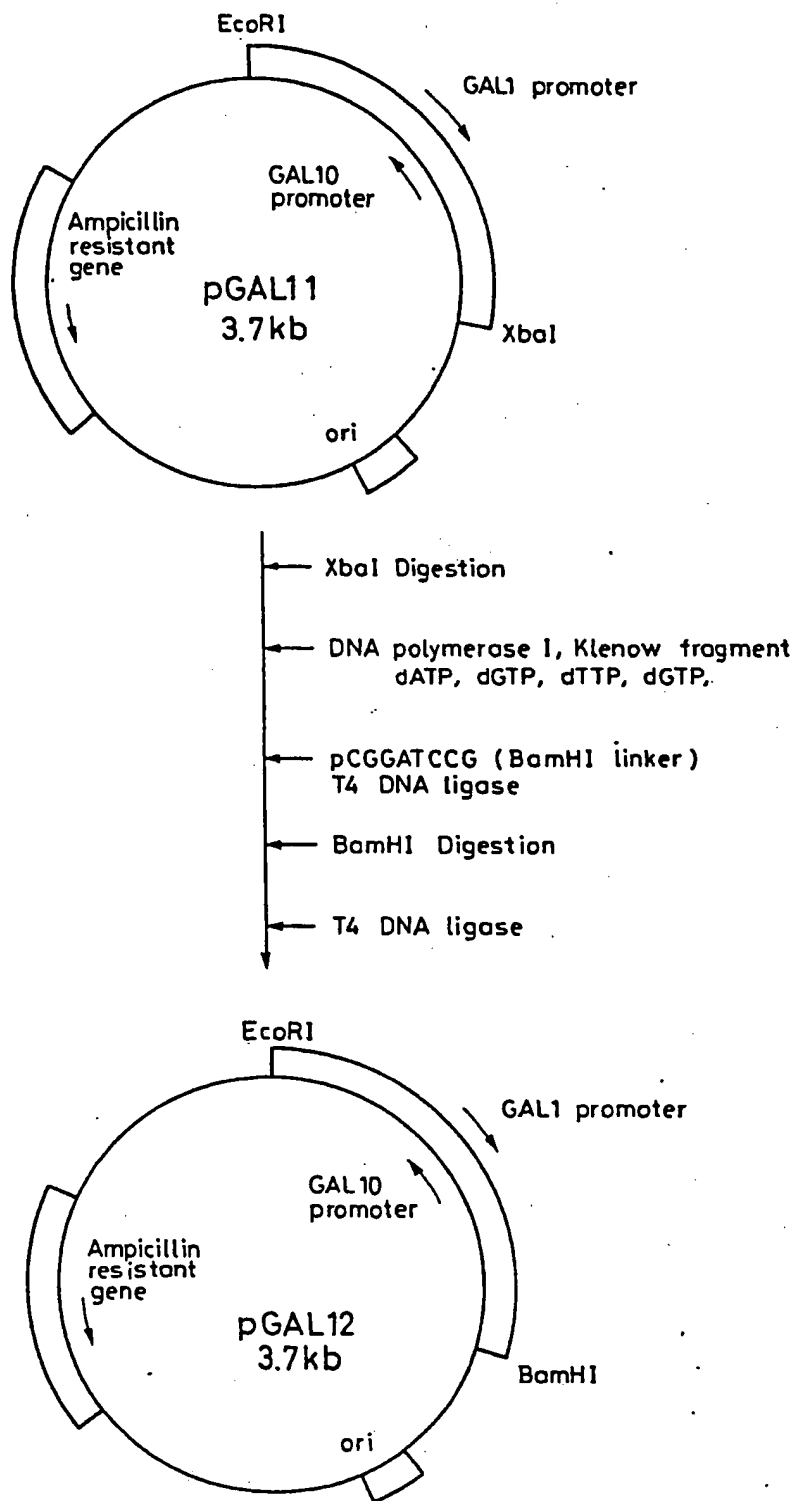 EcoRI
GAL1 promoter
GAL10
promoter
Ampicillin
resistant
gene
pGAL11
3.7kb
XbaI
ori
XbaI Digestion
DNA polymerase I, Klenow fragment
dATP, dGTP, dTTP, dGTP,
pCGGATCCG (BamHI linker)
T4 DNA ligase
BamHI Digestion
T4 DNA ligase
EcoRI
GAL1 promoter
GAL10
promoter
Ampicillin
resistant
gene
pGAL12
3.7kb
BamHI
ori